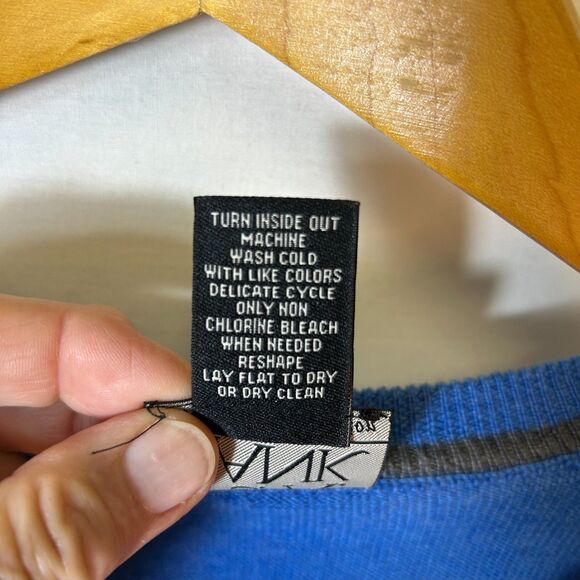 TURN INSIDE OUT
MACHINE
WASH COLD
WITH LIKE COLORS
DELICATE CYCLE
ONLY NON
CHLORINE BLEACH
WHEN NEEDED
RESHAPE
LAY FLAT TO DRY
OR DRY CLEAN